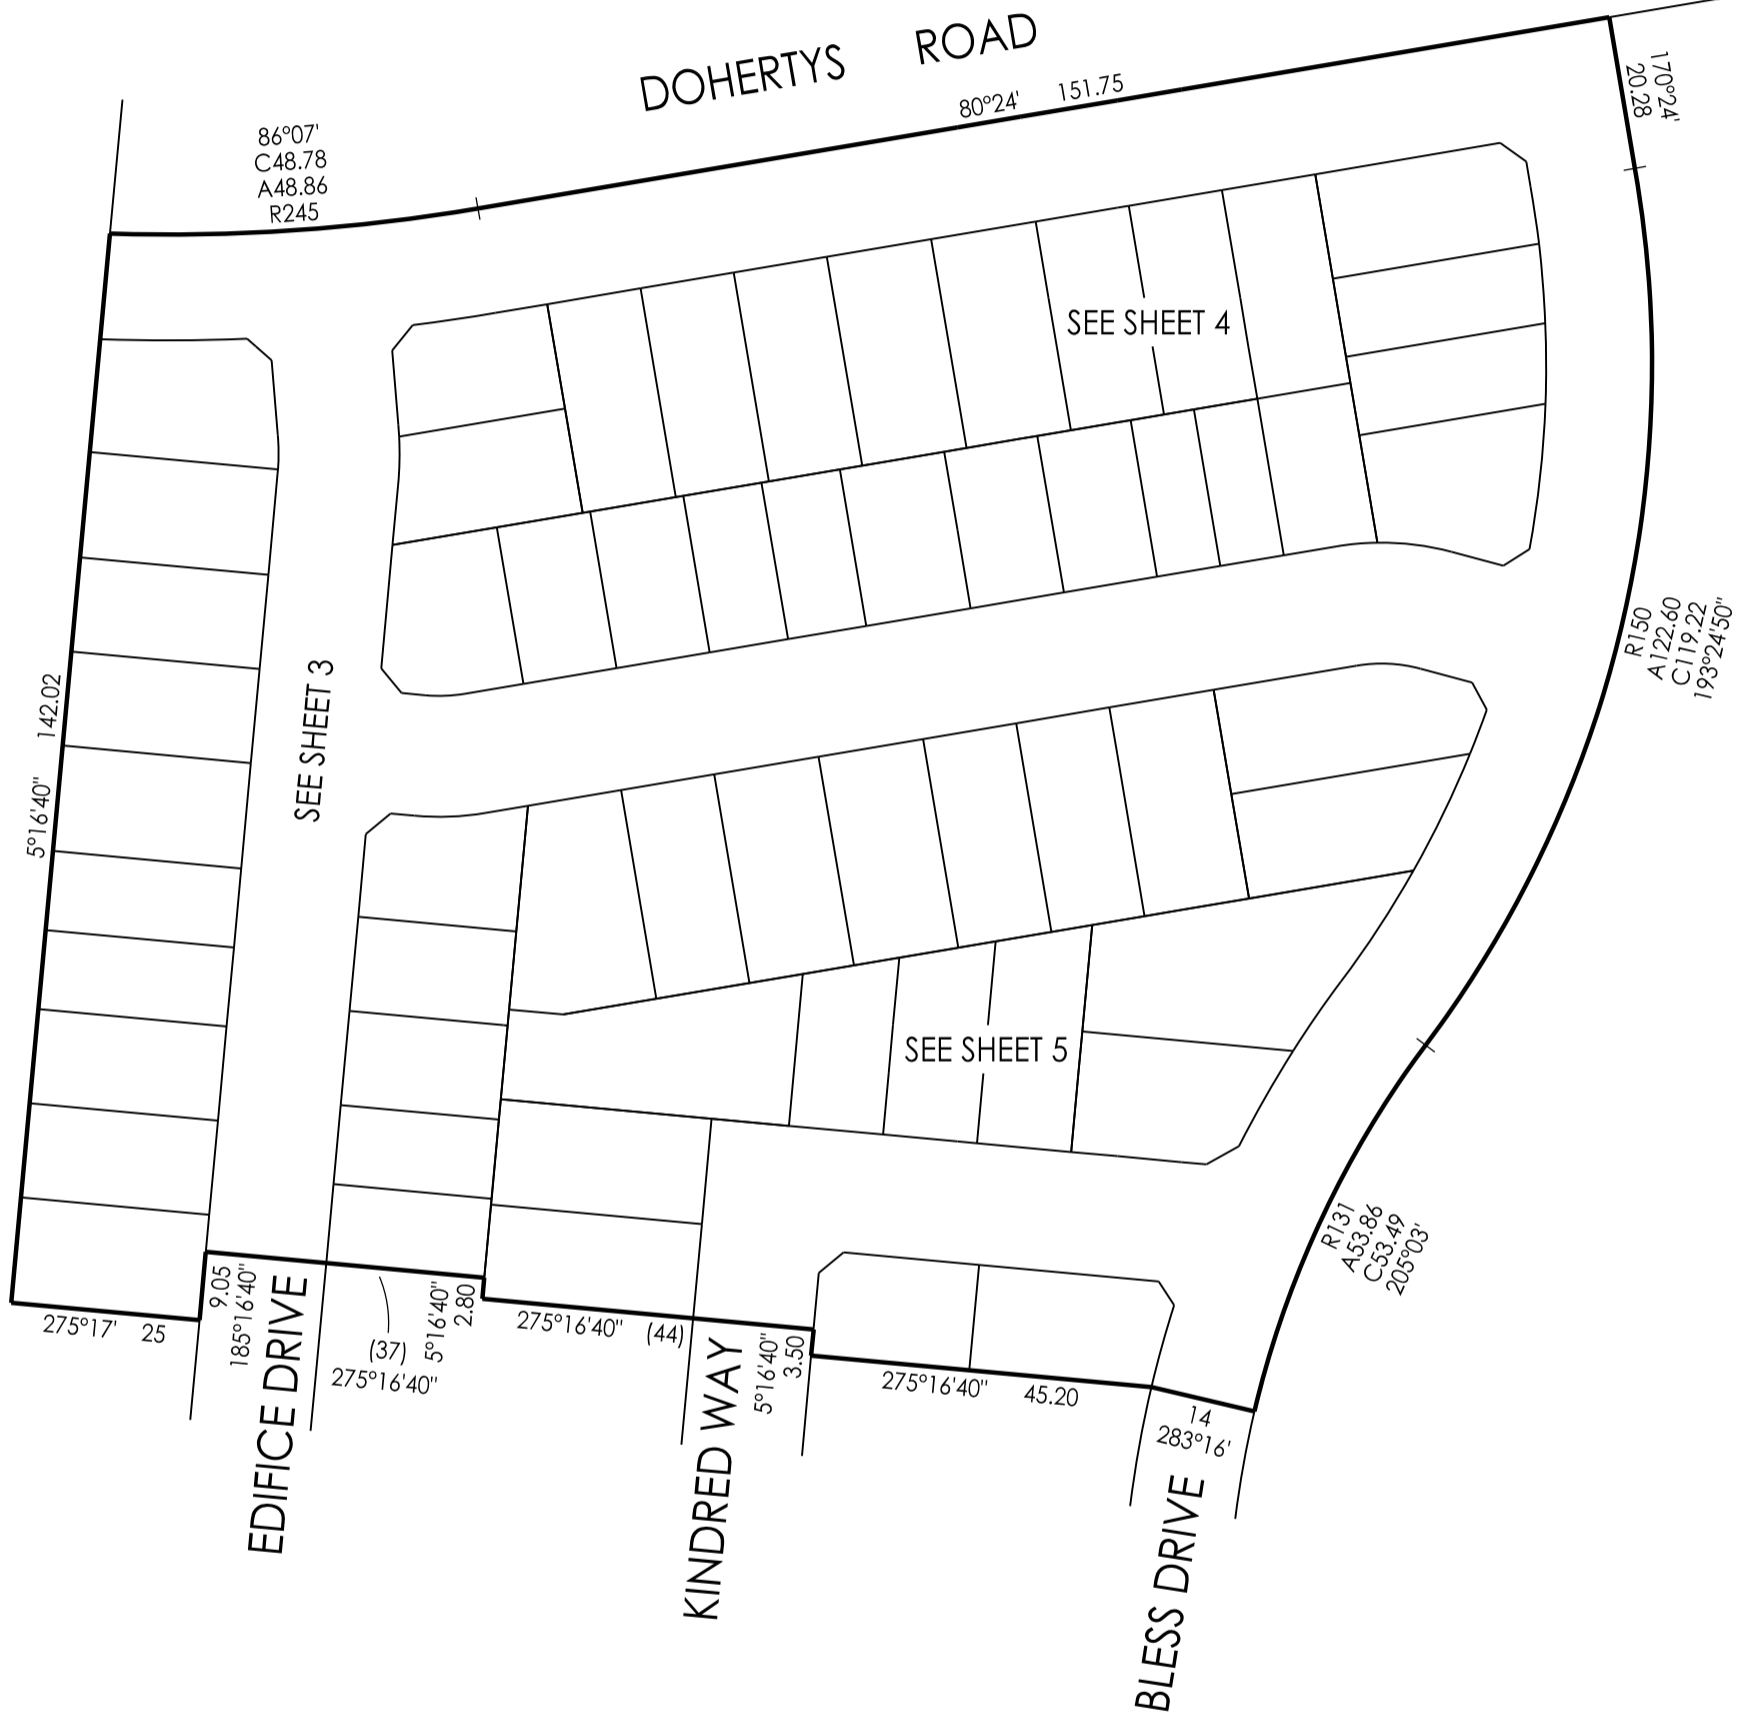 DOHERTYS ROAD
80°24' 151.75
86°07'
C48.78
A48.86
R245
170°24'
20.28
SEE SHEET 4
R150
A122.60
C119.22
193°24'50"
SEE SHEET 3
5°16'40" 142.02
SEE SHEET 5
R131
A53.86
C53.49
205°03'
275°17' 25
9.05
185°16'40"
EDIFICE DRIVE
(37)
275°16'40"
5°16'40"
2.80
275°16'40" (44)
KINDRED WAY
5°16'40"
3.50
275°16'40" 45.20
14
283°16'
BLESS DRIVE